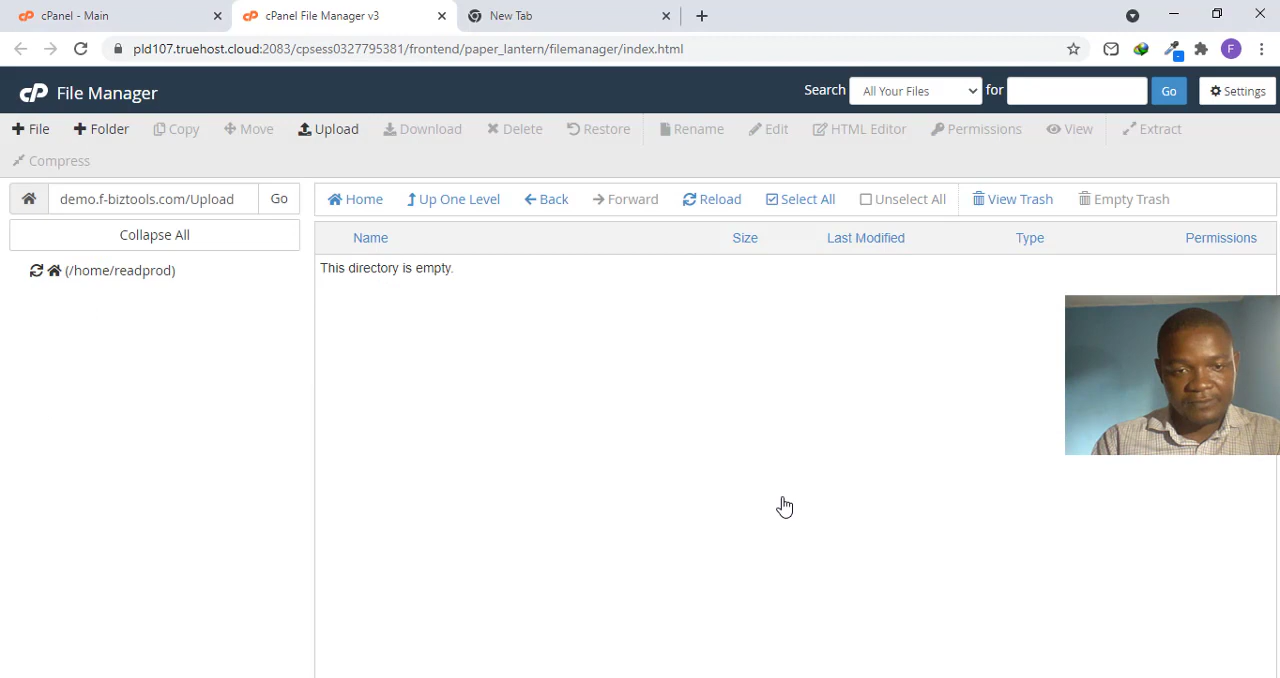 cPanel - Main
cPanel File Manager v3
New Tab
pld107.truehost.cloud:2083/cpsess0327795381/frontend/paper_lantern/filemanager/index.html
F
cP File Manager
Search All Your Files for Go Settings
File Folder Copy Move Upload Download Delete Restore Rename Edit HTML Editor Permissions View Extract
Compress
demo.f-biztools.com/Upload Go
Home Up One Level Back Forward Reload Select All Unselect All View Trash Empty Trash
Collapse All
(/home/readprod)
Name Size Last Modified Type Permissions
This directory is empty.